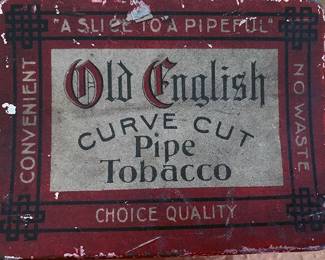 "A SLICE TO A PIPEFUL"
CONVENIENT
Old English
CURVE CUT
Pipe
Tobacco
NO WASTE
CHOICE QUALITY